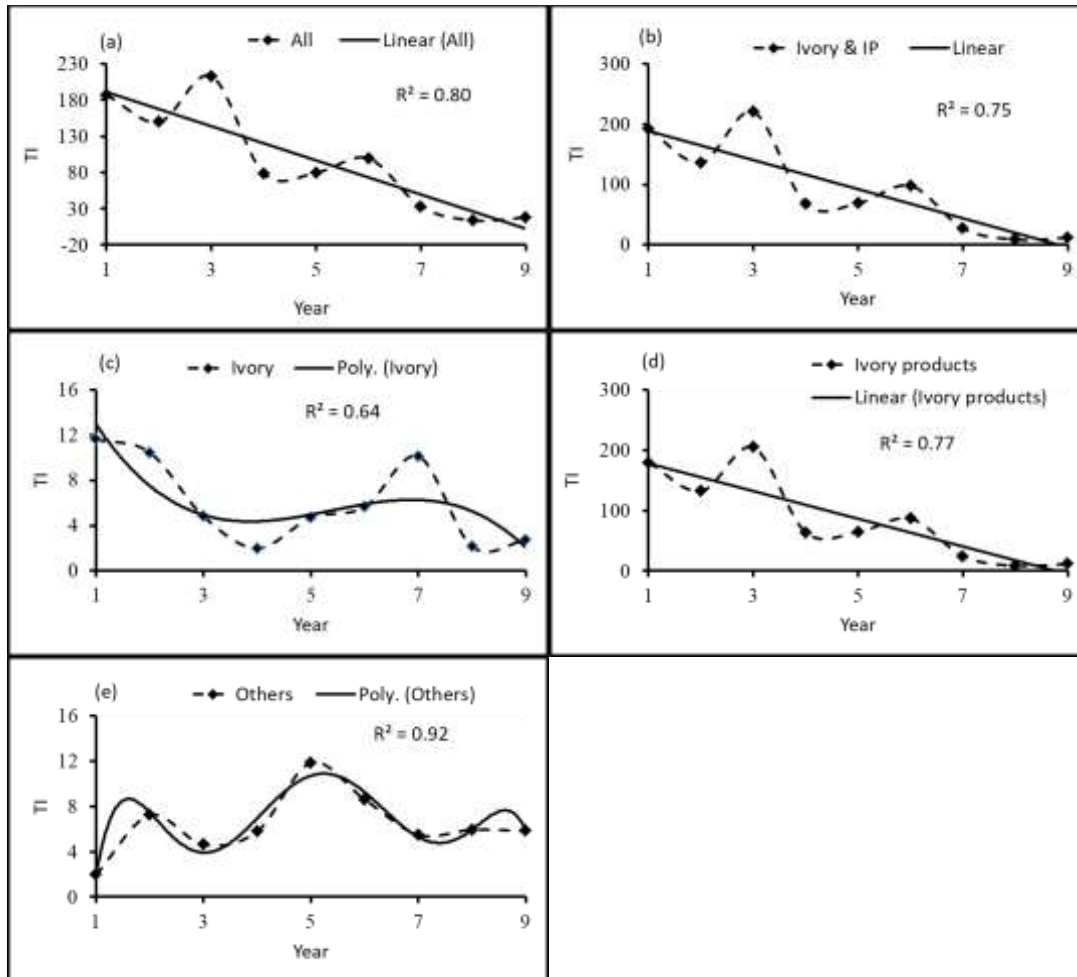 (a) All Linear (All)
R² = 0.80
230
180
130
80
30
-20
TI
1 3 5 7 9
Year
(b) Ivory & IP Linear
R² = 0.75
300
200
100
0
TI
1 3 5 7 9
Year
(c) Ivory Poly. (Ivory)
R² = 0.64
16
12
8
4
0
TI
1 3 5 7 9
Year
(d) Ivory products
Linear (Ivory products)
R² = 0.77
300
200
100
0
TI
1 3 5 7 9
Year
(e) Others Poly. (Others)
R² = 0.92
16
12
8
4
0
TI
1 3 5 7 9
Year